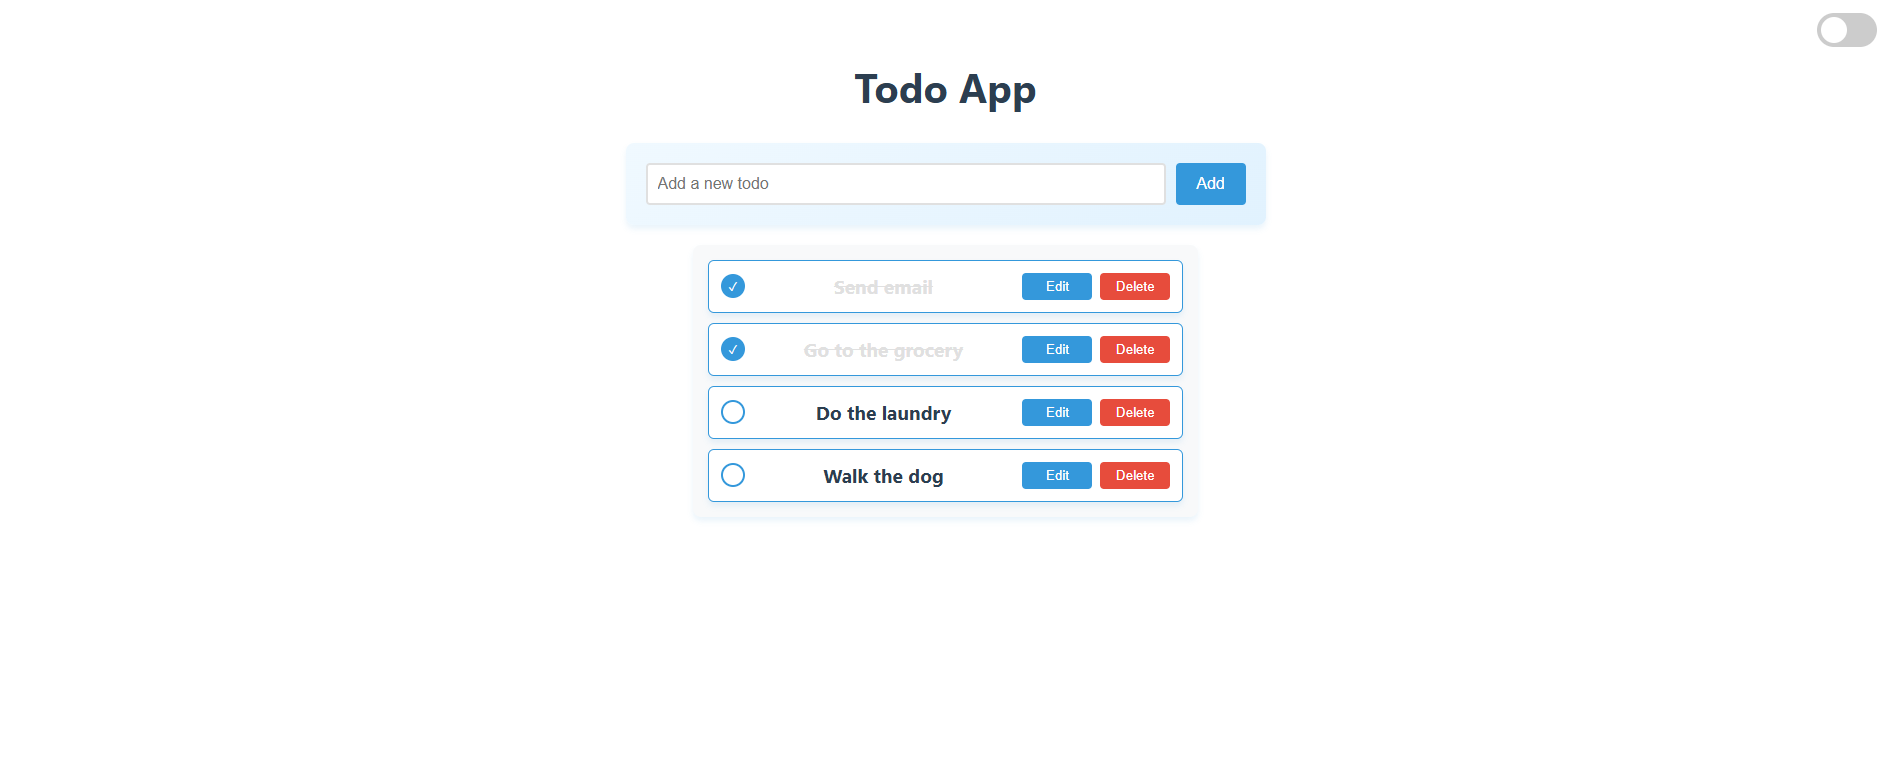 Todo App
Add a new todo
Add
✓ Send email Edit Delete
✓ Go to the grocery Edit Delete
Do the laundry Edit Delete
Walk the dog Edit Delete